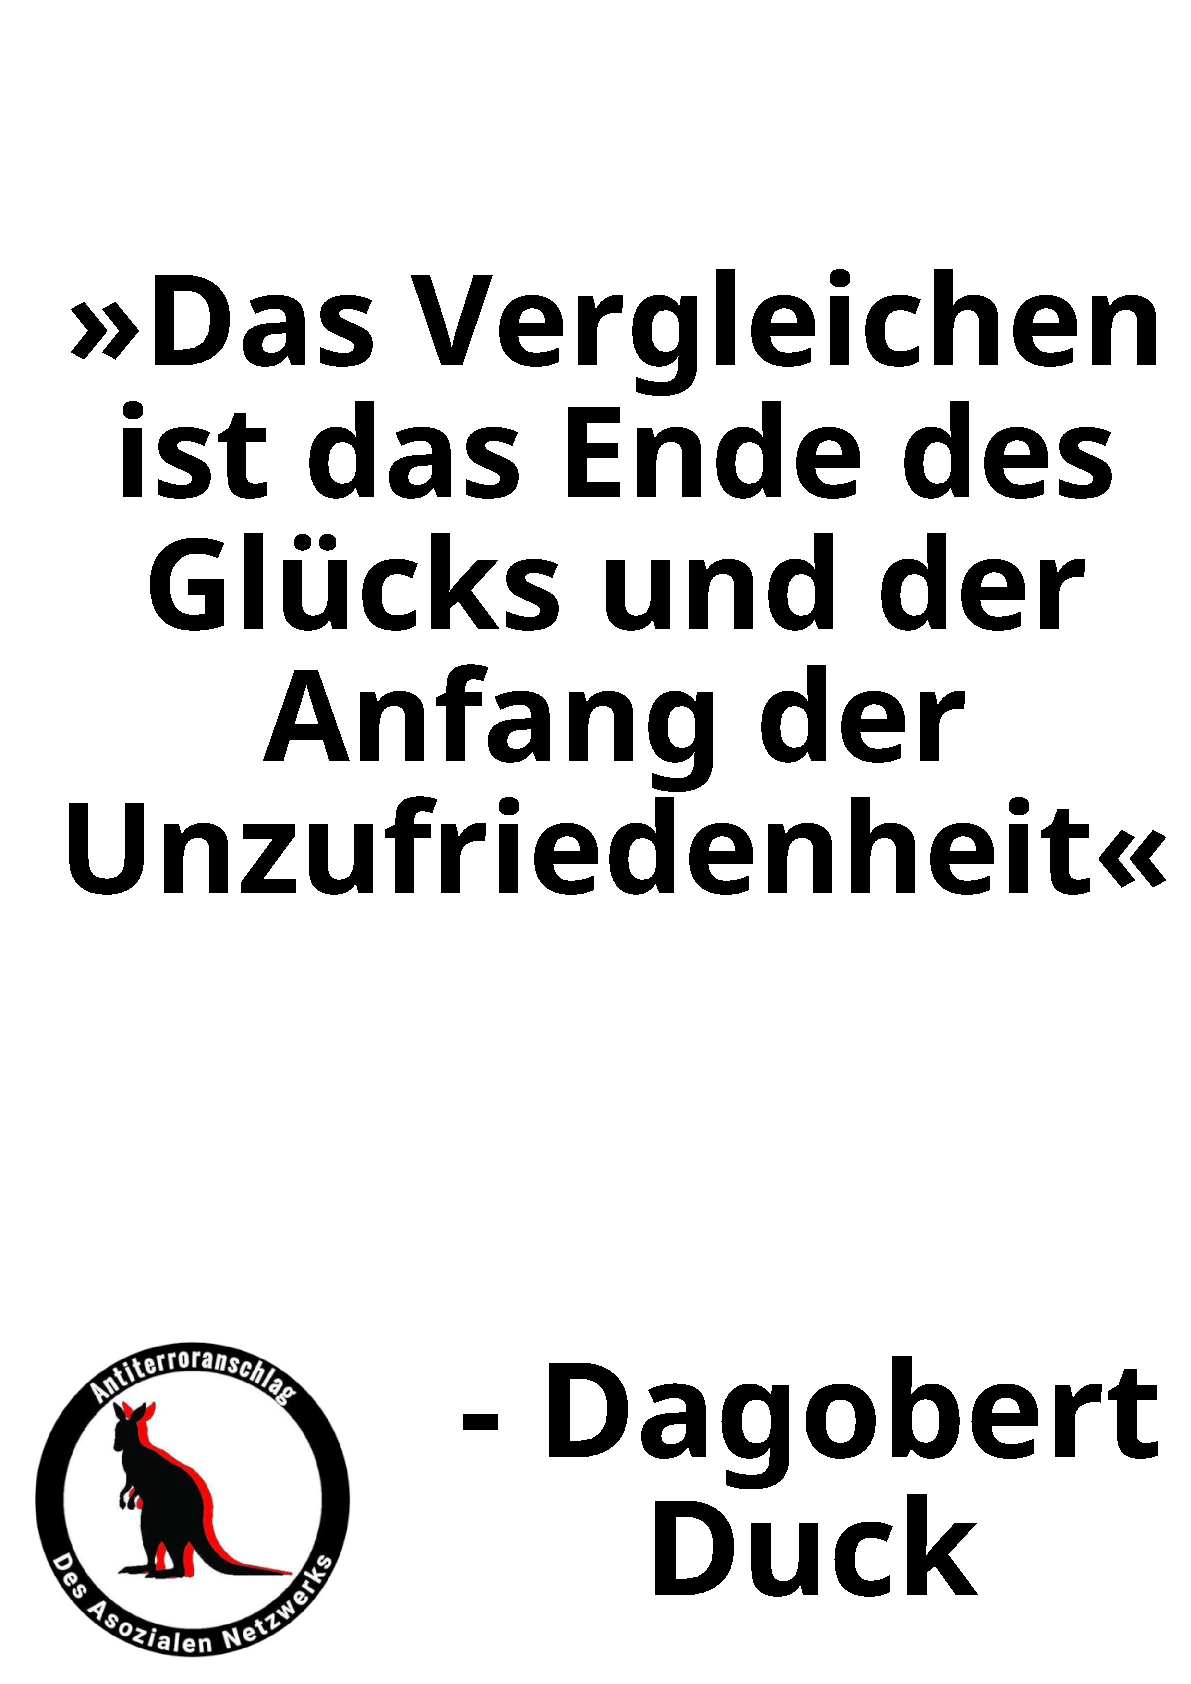 »Das Vergleichen
ist das Ende des
Glücks und der
Anfang der
Unzufriedenheit«
Antiterroranschlag
Des Asozialen Netzwerks
- Dagobert
Duck